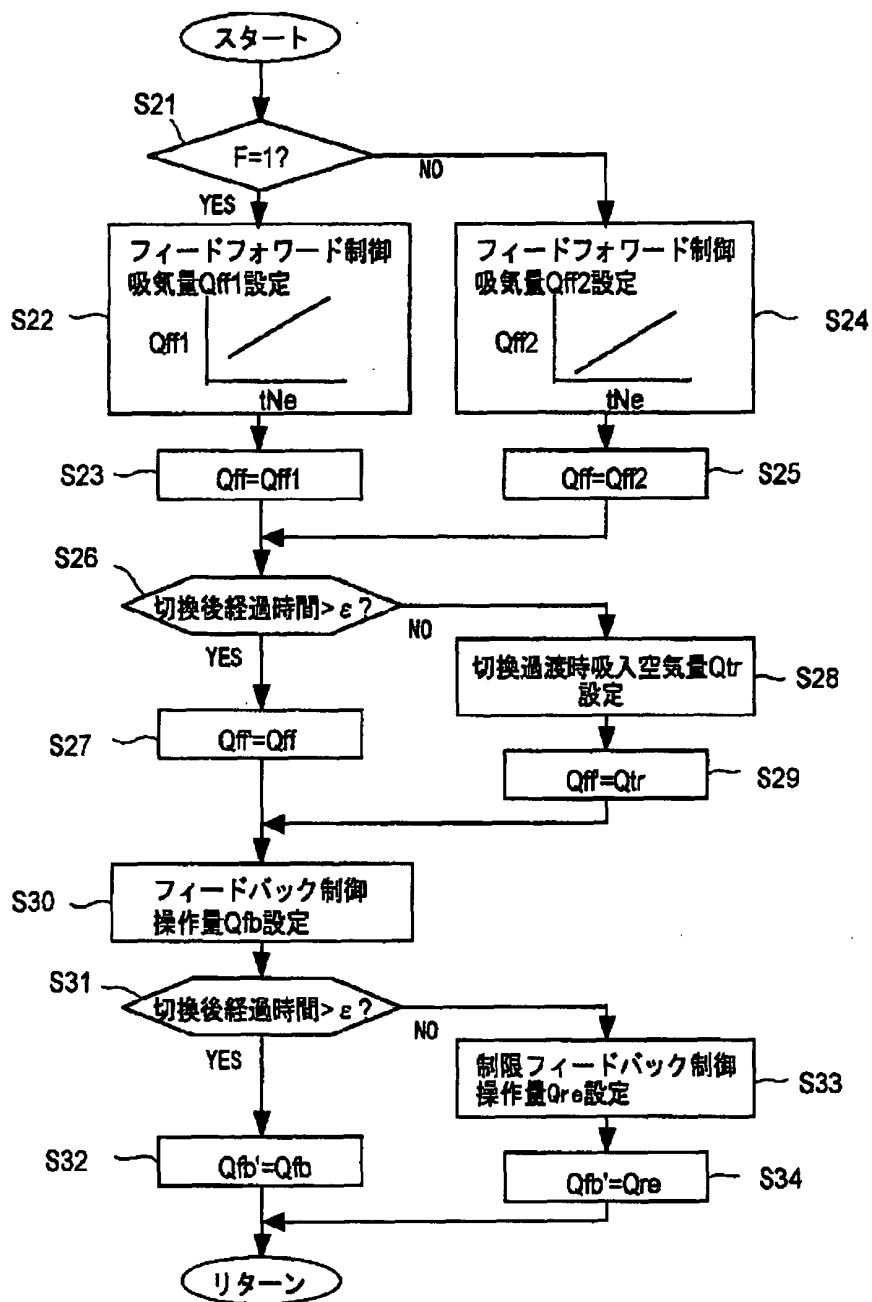 スタート
S21
F=1?
NO
YES
フィードフォワード制御
吸気量Qff1設定
Qff1
tNe
S22
フィードフォワード制御
吸気量Qff2設定
Qff2
tNe
S24
S23
Qff=Qff1
Qff=Qff2
S25
S26
切換後経過時間>ε?
NO
YES
切換過渡時吸入空気量Qtr
設定
S28
S27
Qff'=Qff
Qff'=Qtr
S29
S30
フィードバック制御
操作量Qfb設定
S31
切換後経過時間>ε?
NO
YES
制限フィードバック制御
操作量Qre設定
S33
S32
Qfb'=Qfb
Qfb'=Qre
S34
リターン